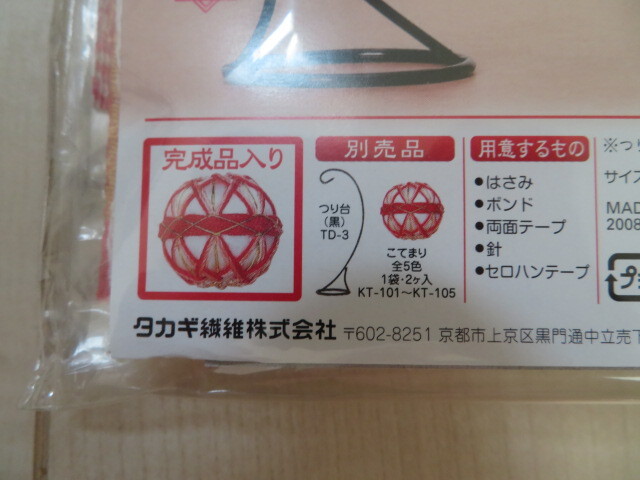 完成品入り
別売品
つり台
(黒)
TD-3
こてまり
全5色
1袋・2ヶ入
KT-101〜KT-105
用意するもの
●はさみ
●ボンド
●両面テープ
●針
●セロハンテープ
※つり
サイズ
MAD
2008
プラ
タカギ繊維株式会社 〒602-8251 京都市上京区黒門通中立売下